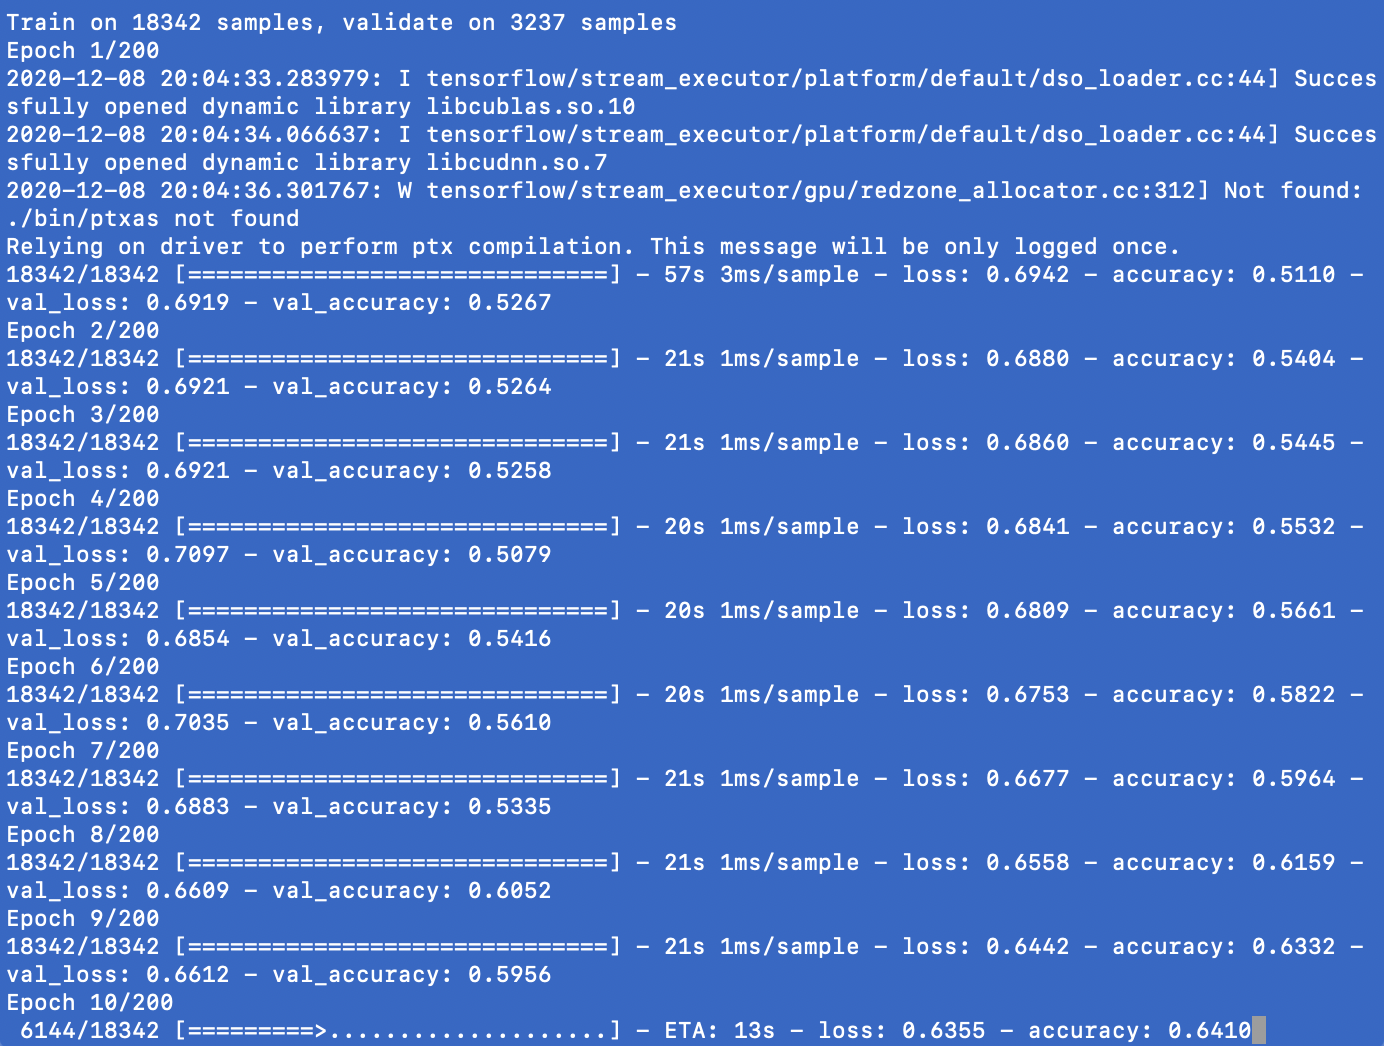 Train on 18342 samples, validate on 3237 samples
Epoch 1/200
2020-12-08 20:04:33.283979: I tensorflow/stream_executor/platform/default/dso_loader.cc:44] Succes
sfully opened dynamic library libcublas.so.10
2020-12-08 20:04:34.066637: I tensorflow/stream_executor/platform/default/dso_loader.cc:44] Succes
sfully opened dynamic library libcudnn.so.7
2020-12-08 20:04:36.301767: W tensorflow/stream_executor/gpu/redzone_allocator.cc:312] Not found:
./bin/ptxas not found
Relying on driver to perform ptx compilation. This message will be only logged once.
18342/18342 [==============================] - 57s 3ms/sample - loss: 0.6942 - accuracy: 0.5110 -
val_loss: 0.6919 - val_accuracy: 0.5267
Epoch 2/200
18342/18342 [==============================] - 21s 1ms/sample - loss: 0.6880 - accuracy: 0.5404 -
val_loss: 0.6921 - val_accuracy: 0.5264
Epoch 3/200
18342/18342 [==============================] - 21s 1ms/sample - loss: 0.6860 - accuracy: 0.5445 -
val_loss: 0.6921 - val_accuracy: 0.5258
Epoch 4/200
18342/18342 [==============================] - 20s 1ms/sample - loss: 0.6841 - accuracy: 0.5532 -
val_loss: 0.7097 - val_accuracy: 0.5079
Epoch 5/200
18342/18342 [==============================] - 20s 1ms/sample - loss: 0.6809 - accuracy: 0.5661 -
val_loss: 0.6854 - val_accuracy: 0.5416
Epoch 6/200
18342/18342 [==============================] - 20s 1ms/sample - loss: 0.6753 - accuracy: 0.5822 -
val_loss: 0.7035 - val_accuracy: 0.5610
Epoch 7/200
18342/18342 [==============================] - 21s 1ms/sample - loss: 0.6677 - accuracy: 0.5964 -
val_loss: 0.6883 - val_accuracy: 0.5335
Epoch 8/200
18342/18342 [==============================] - 21s 1ms/sample - loss: 0.6558 - accuracy: 0.6159 -
val_loss: 0.6609 - val_accuracy: 0.6052
Epoch 9/200
18342/18342 [==============================] - 21s 1ms/sample - loss: 0.6442 - accuracy: 0.6332 -
val_loss: 0.6612 - val_accuracy: 0.5956
Epoch 10/200
 6144/18342 [=========>....................] - ETA: 13s - loss: 0.6355 - accuracy: 0.6410